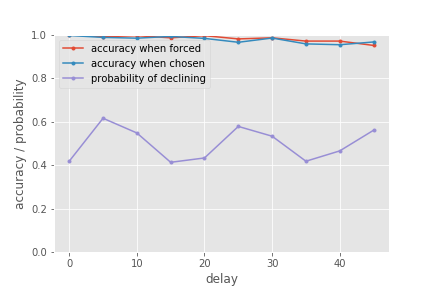 1.0
0.8
0.6
0.4
0.2
0.0
accuracy / probability
accuracy when forced
accuracy when chosen
probability of declining
0
10
20
30
40
delay